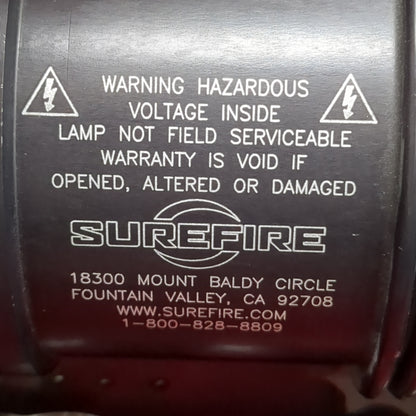 WARNING HAZARDOUS
VOLTAGE INSIDE
LAMP NOT FIELD SERVICEABLE
WARRANTY IS VOID IF
OPENED, ALTERED OR DAMAGED
SUREFIRE
18300 MOUNT BALDY CIRCLE
FOUNTAIN VALLEY, CA 92708
WWW.SUREFIRE.COM
1-800-828-8809